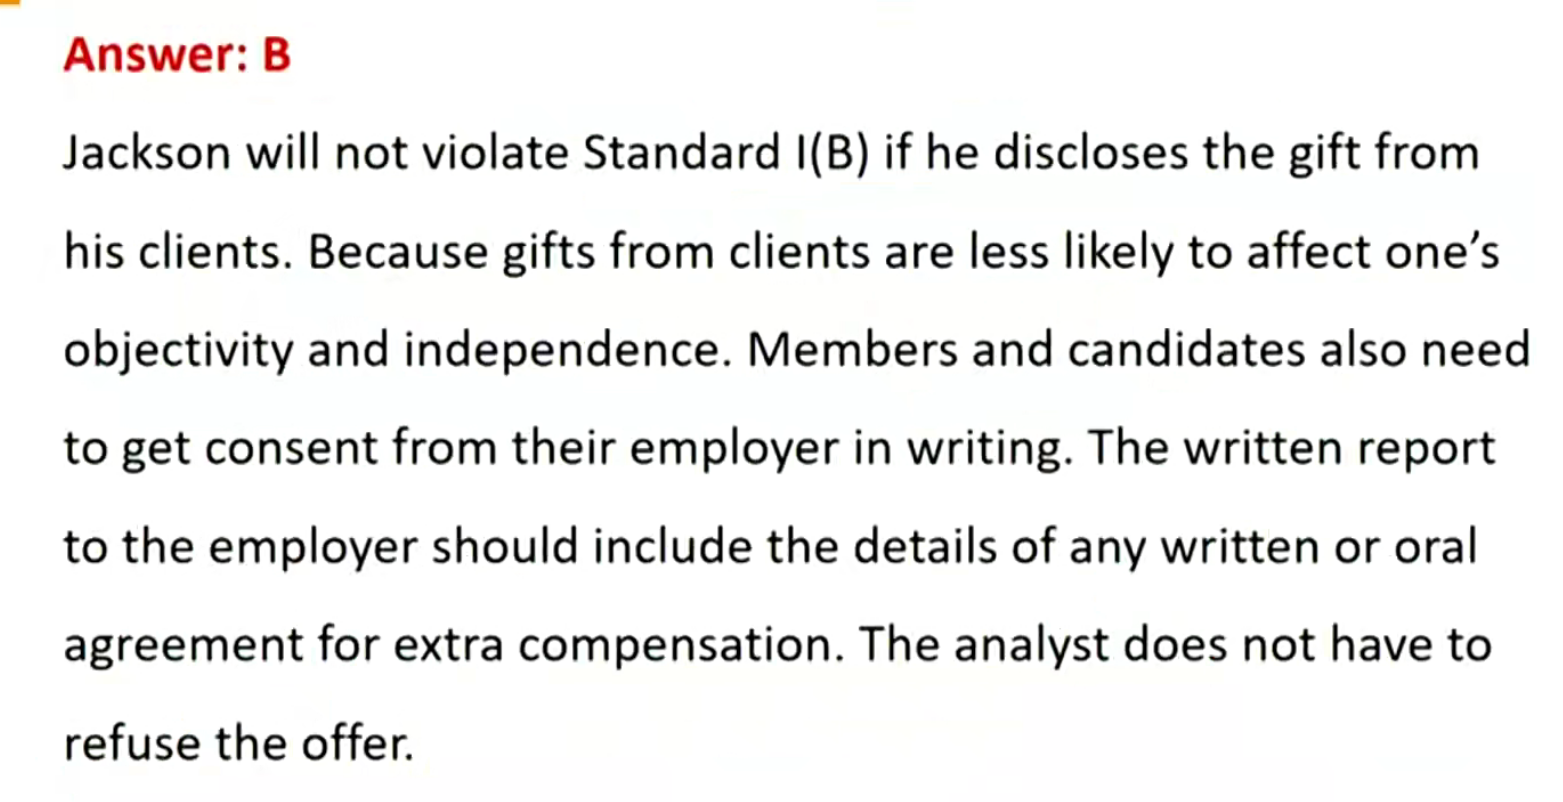 Answer: B
Jackson will not violate Standard I(B) if he discloses the gift from
his clients. Because gifts from clients are less likely to affect one’s
objectivity and independence. Members and candidates also need
to get consent from their employer in writing. The written report
to the employer should include the details of any written or oral
agreement for extra compensation. The analyst does not have to
refuse the offer.